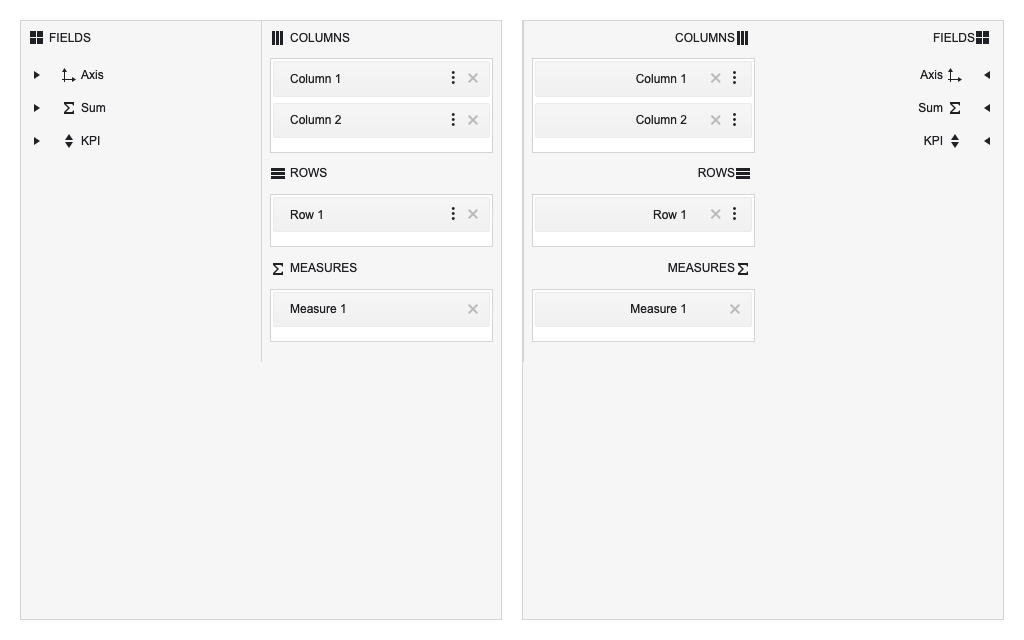 FIELDS
Axis
Sum
KPI
COLUMNS
Column 1
Column 2
ROWS
Row 1
MEASURES
Measure 1
COLUMNS
Column 1
Column 2
ROWS
Row 1
MEASURES
Measure 1
FIELDS
Axis
Sum
KPI